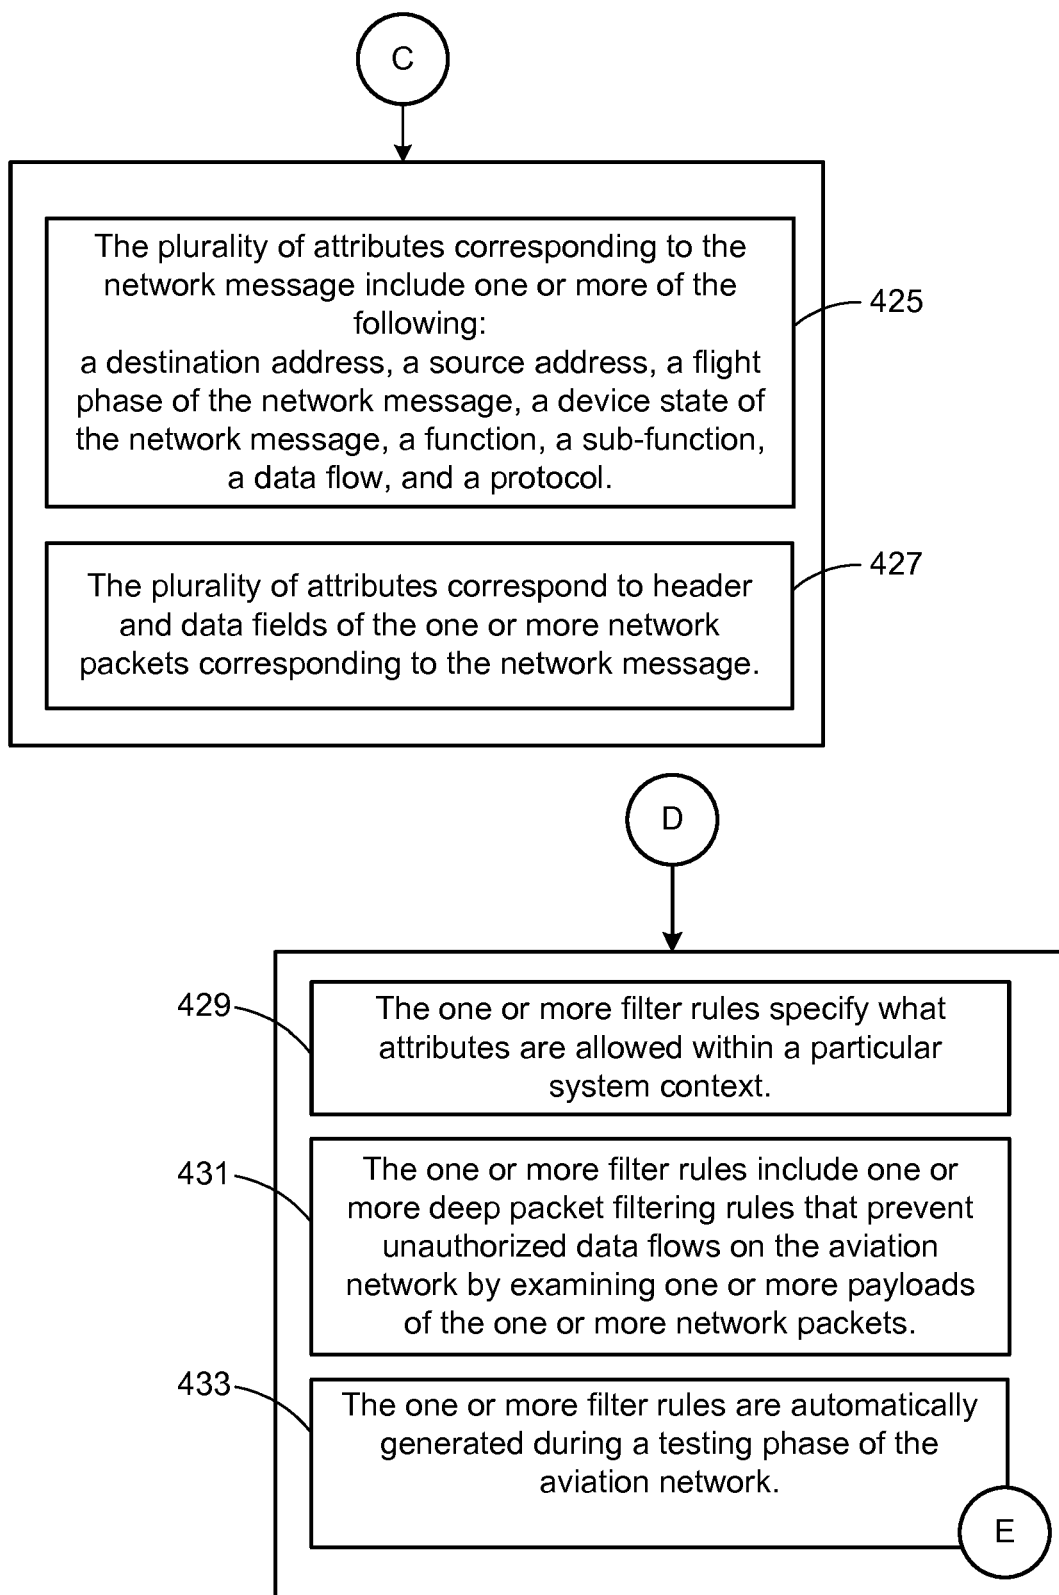 C
The plurality of attributes corresponding to the
network message include one or more of the
following:
a destination address, a source address, a flight
phase of the network message, a device state of
the network message, a function, a sub-function,
a data flow, and a protocol.
425
The plurality of attributes correspond to header
and data fields of the one or more network
packets corresponding to the network message.
427
D
429
The one or more filter rules specify what
attributes are allowed within a particular
system context.
431
The one or more filter rules include one or
more deep packet filtering rules that prevent
unauthorized data flows on the aviation
network by examining one or more payloads
of the one or more network packets.
433
The one or more filter rules are automatically
generated during a testing phase of the
aviation network.
E